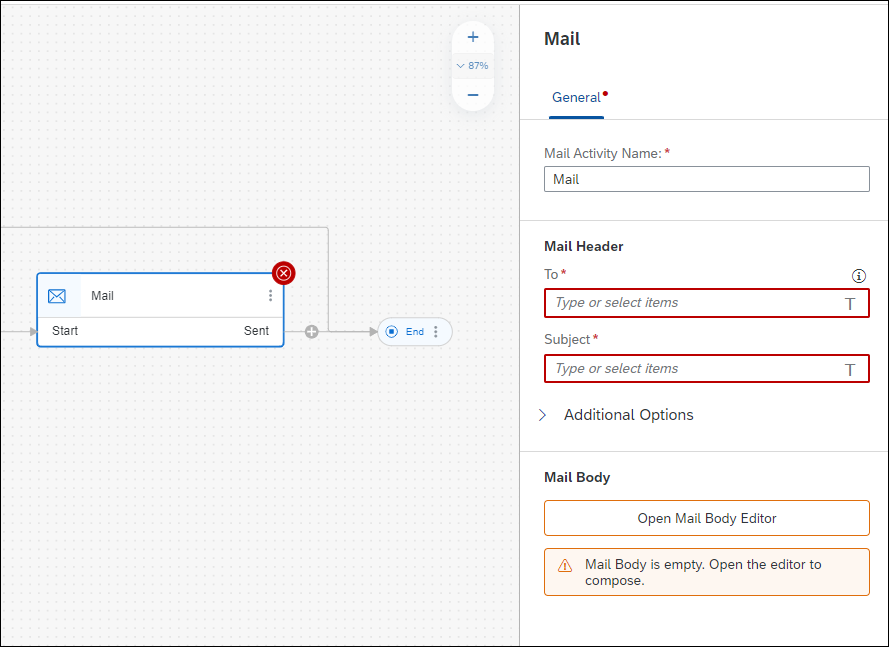 87%
Mail
Start
Sent
End
Mail
General
Mail Activity Name: *
Mail
Mail Header
To *
Type or select items
T
Subject *
Type or select items
T
Additional Options
Mail Body
Open Mail Body Editor
Mail Body is empty. Open the editor to
compose.